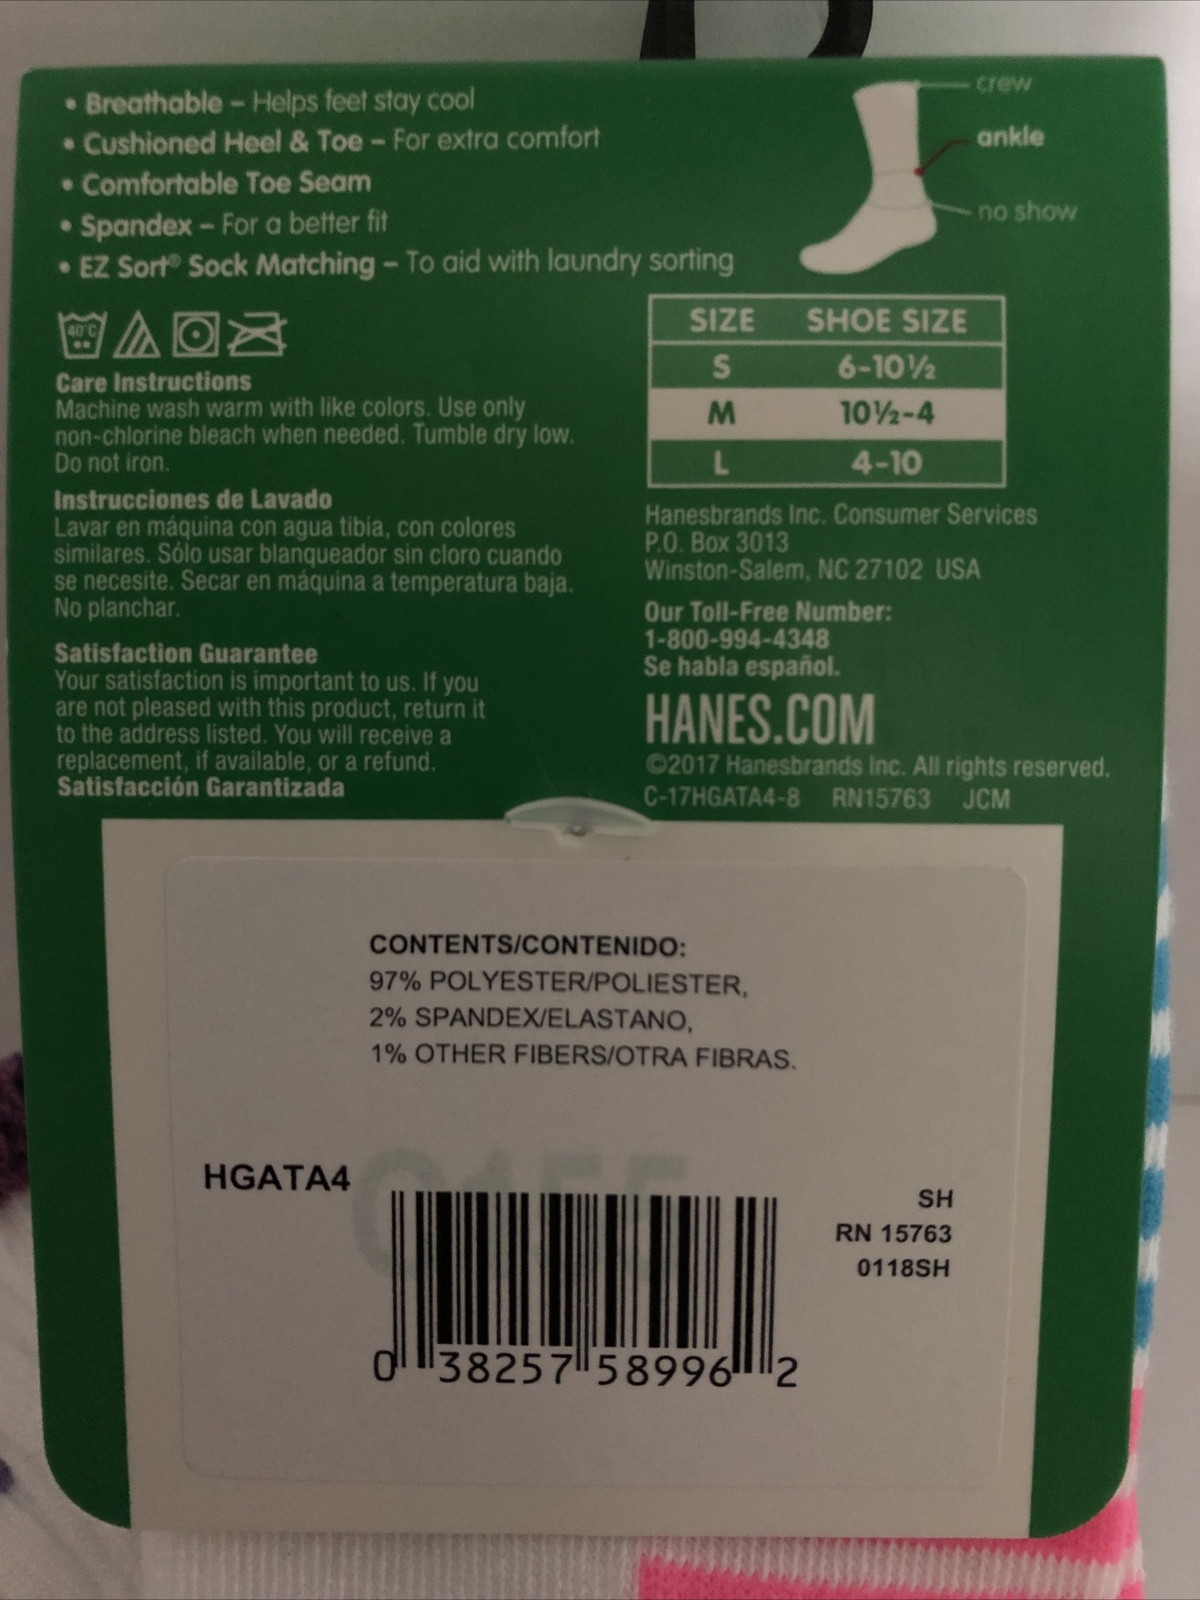 • Breathable – Helps feet stay cool
• Cushioned Heel & Toe – For extra comfort
• Comfortable Toe Seam
• Spandex – For a better fit
• EZ Sort® Sock Matching – To aid with laundry sorting
crew
ankle
no show
40°C
Care Instructions
Machine wash warm with like colors. Use only
non-chlorine bleach when needed. Tumble dry low.
Do not iron.
Instrucciones de Lavado
Lavar en máquina con agua tibia, con colores
similares. Sólo usar blanqueador sin cloro cuando
se necesite. Secar en máquina a temperatura baja.
No planchar.
Satisfaction Guarantee
Your satisfaction is important to us. If you
are not pleased with this product, return it
to the address listed. You will receive a
replacement, if available, or a refund.
Satisfacción Garantizada
SIZE SHOE SIZE
S 6-10½
M 10½-4
L 4-10
Hanesbrands Inc. Consumer Services
P.O. Box 3013
Winston-Salem, NC 27102 USA
Our Toll-Free Number:
1-800-994-4348
Se habla español.
HANES.COM
©2017 Hanesbrands Inc. All rights reserved.
C-17HGATA4-8 RN15763 JCM
CONTENTS/CONTENIDO:
97% POLYESTER/POLIESTER,
2% SPANDEX/ELASTANO,
1% OTHER FIBERS/OTRA FIBRAS.
HGATA4
SH
RN 15763
0118SH
0 38257 58996 2